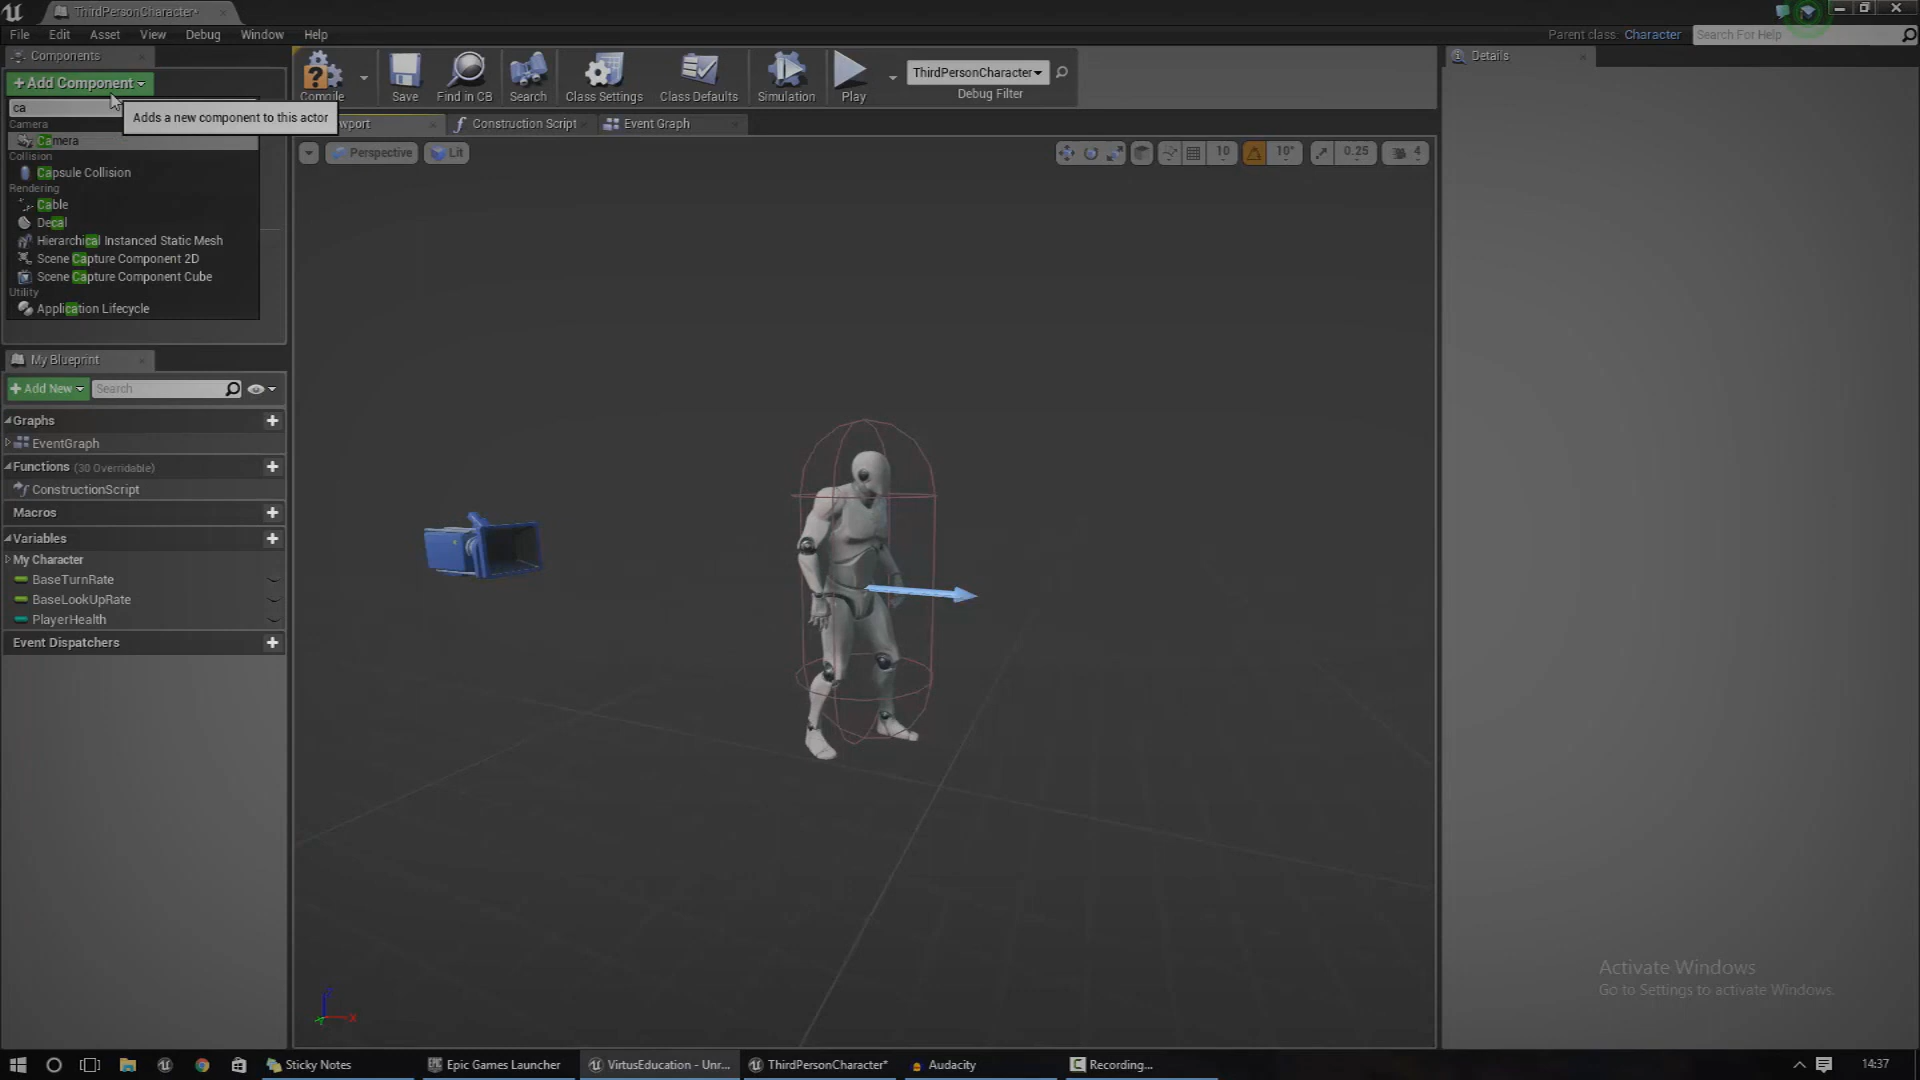 ThirdPersonCharacter*
File Edit Asset View Debug Window Help
Parent class: Character
Search For Help
Components
+Add Component
ca
Adds a new component to this actor
Camera
Camera
Collision
Capsule Collision
Rendering
Cable
Decal
Hierarchical Instanced Static Mesh
Scene Capture Component 2D
Scene Capture Component Cube
Utility
Application Lifecycle
Compile
Save
Find in CB
Search
Class Settings
Class Defaults
Simulation
Play
ThirdPersonCharacter
Debug Filter
wport
Construction Script
Event Graph
Perspective
Lit
10
10°
0.25
4
Details
My Blueprint
+Add New
Search
Graphs
EventGraph
Functions (30 Overridable)
ConstructionScript
Macros
Variables
My Character
BaseTurnRate
BaseLookUpRate
PlayerHealth
Event Dispatchers
X
Activate Windows
Go to Settings to activate Windows.
Sticky Notes
Epic Games Launcher
VirtusEducation - Unr...
ThirdPersonCharacter*
Audacity
Recording...
14:37